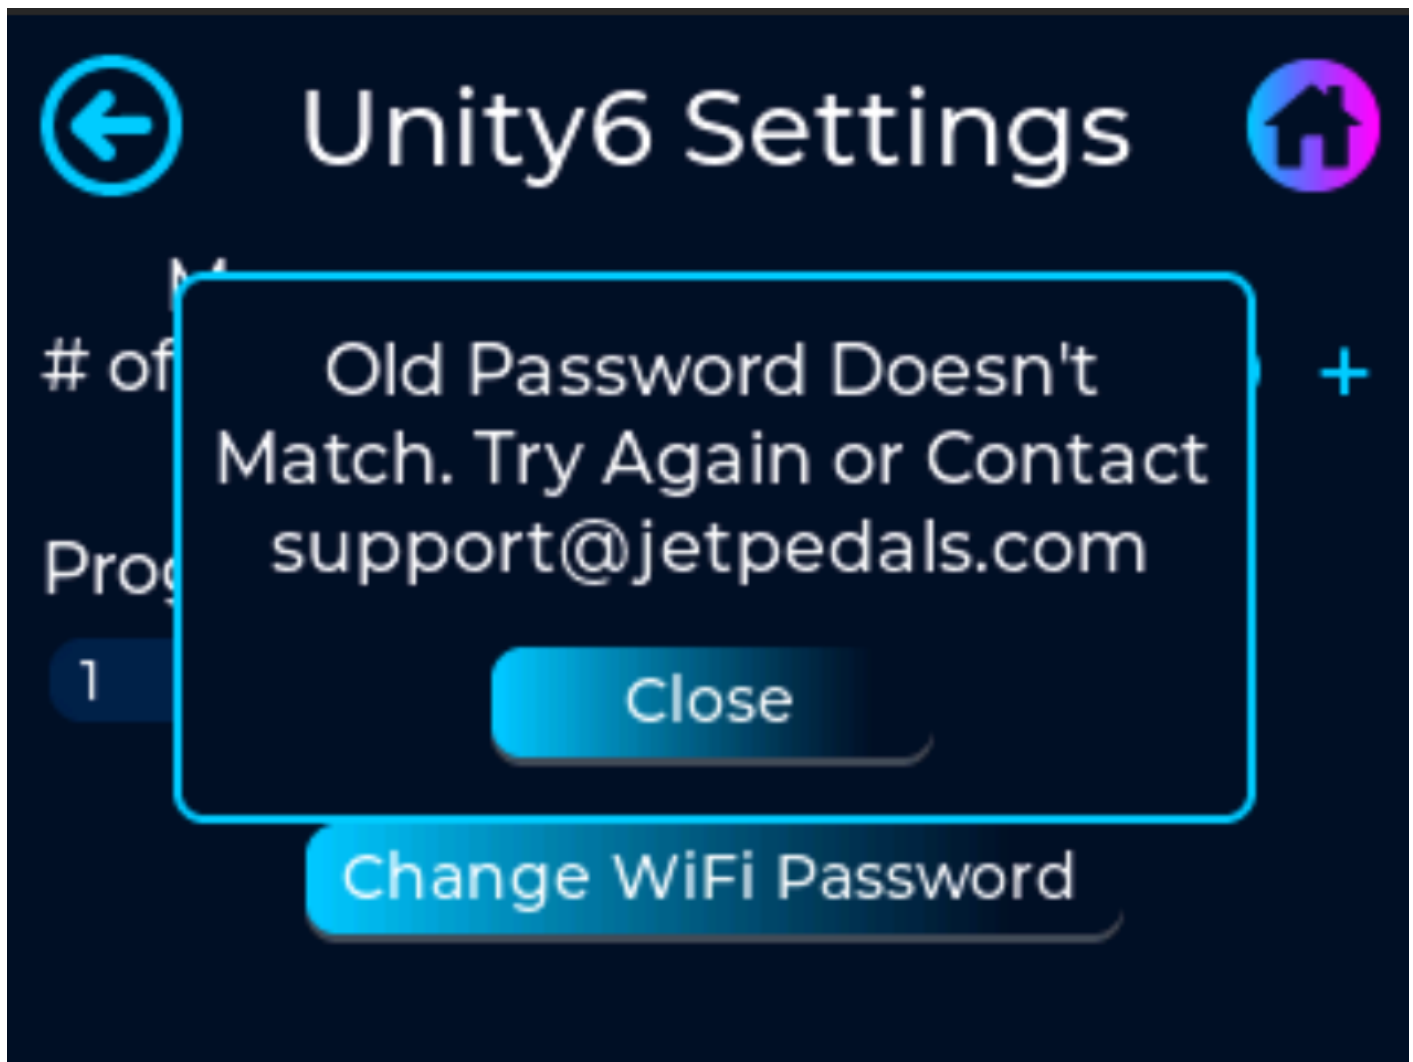 Unity6 Settings
# of
Old Password Doesn't
Match. Try Again or Contact
support@jetpedals.com
+
1
Close
Change WiFi Password